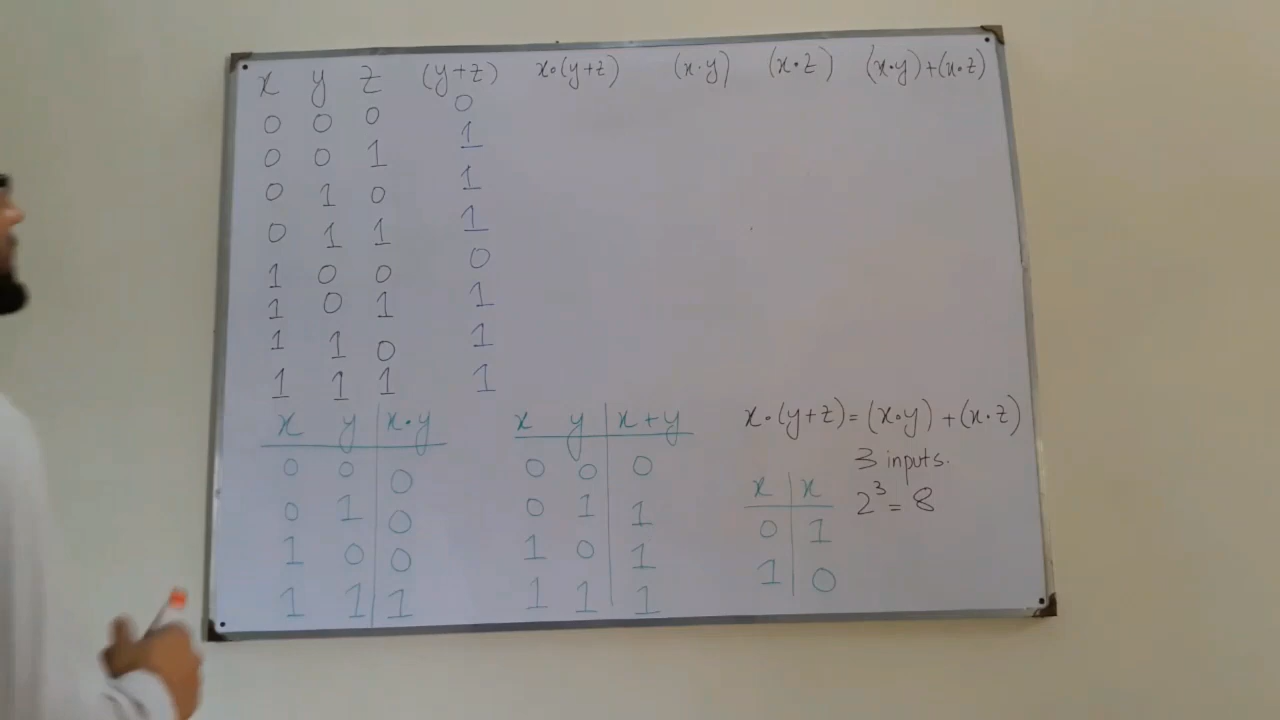 x y z (y+z) x•(y+z) (x•y) (x•z) (x•y)+(x•z)
0 0 0 0
0 0 1 1
0 1 0 1
0 1 1 1
1 0 0 0
1 0 1 1
1 1 0 1
1 1 1 1
x y x•y
0 0 0
0 1 0
1 0 0
1 1 1
x y x+y
0 0 0
0 1 1
1 0 1
1 1 1
x•(y+z)=(x•y)+(x•z)
3 inputs.
2³=8
x x
0 1
1 0